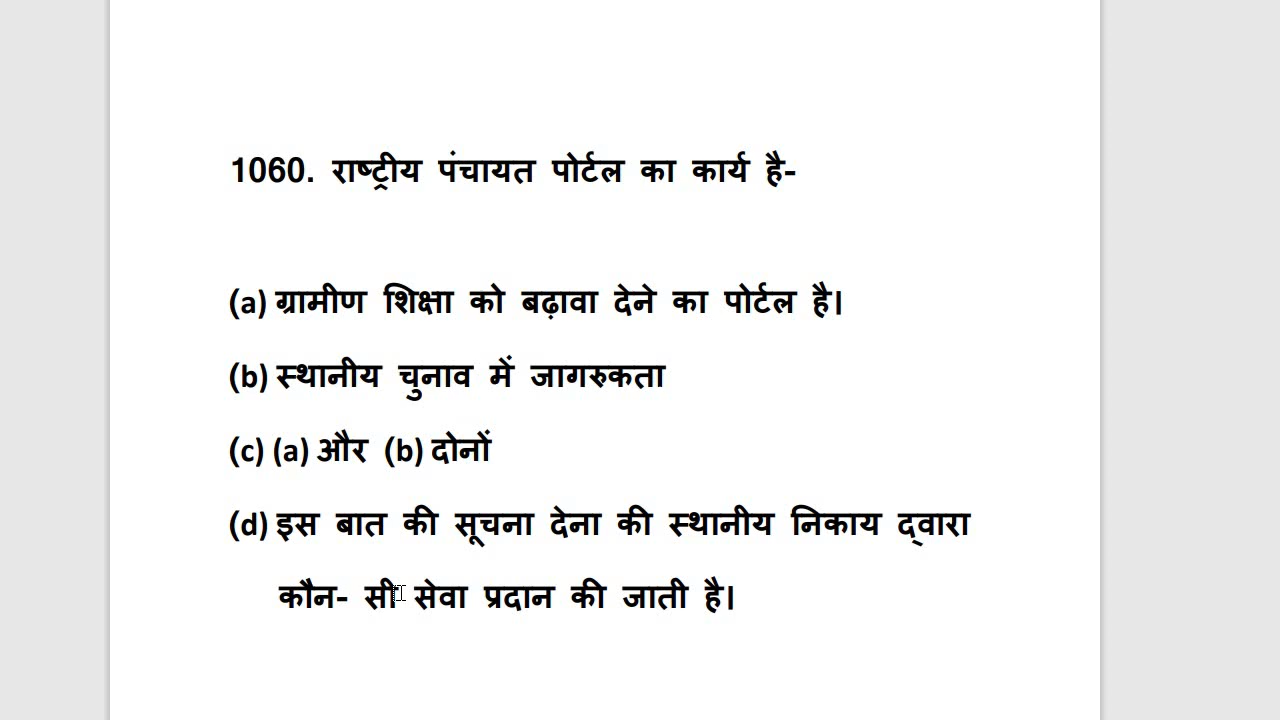 1060. राष्ट्रीय पंचायत पोर्टल का कार्य है-
(a) ग्रामीण शिक्षा को बढ़ावा देने का पोर्टल है।
(b) स्थानीय चुनाव में जागरुकता
(c) (a) और (b) दोनों
(d) इस बात की सूचना देना की स्थानीय निकाय द्वारा
कौन- सी सेवा प्रदान की जाती है।